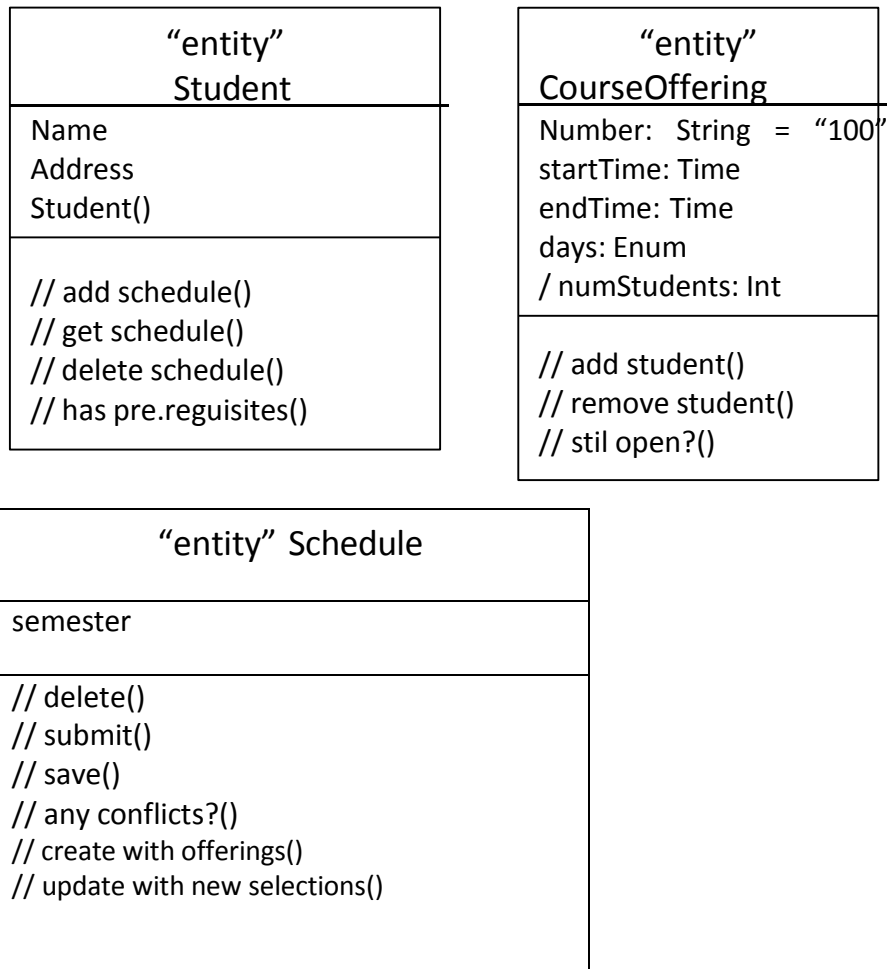 “entity”
Student
Name
Address
Student()
// add schedule()
// get schedule()
// delete schedule()
// has pre.reguisites()
“entity”
CourseOffering
Number: String = “100”
startTime: Time
endTime: Time
days: Enum
/ numStudents: Int
// add student()
// remove student()
// stil open?()
“entity” Schedule
semester
// delete()
// submit()
// save()
// any conflicts?()
// create with offerings()
// update with new selections()